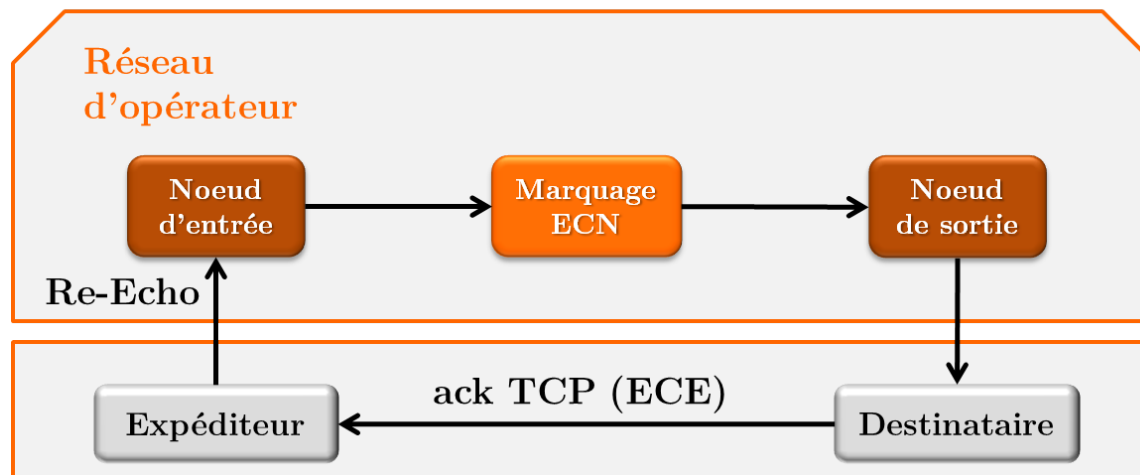 Réseau
d'opérateur
Noeud
d'entrée
Marquage
ECN
Noeud
de sortie
Re-Echo
ack TCP (ECE)
Expéditeur
Destinataire